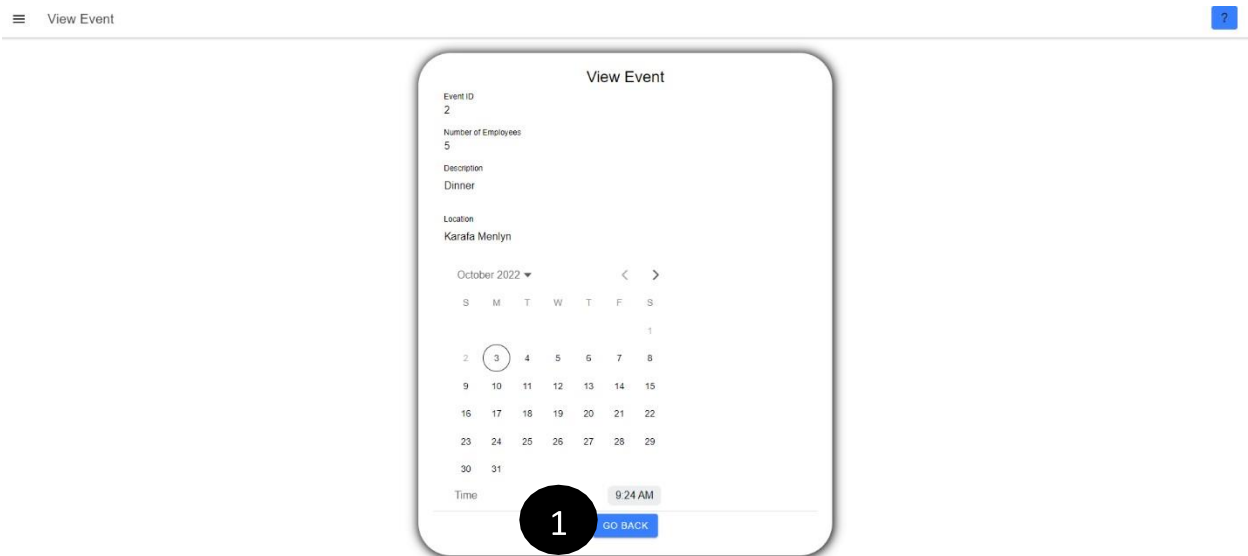 View Event
?
View Event
Event ID
2
Number of Employees
5
Description
Dinner
Location
Karafa Menlyn
October 2022
S M T W T F S
1
2 3 4 5 6 7 8
9 10 11 12 13 14 15
16 17 18 19 20 21 22
23 24 25 26 27 28 29
30 31
Time 9:24 AM
1 GO BACK